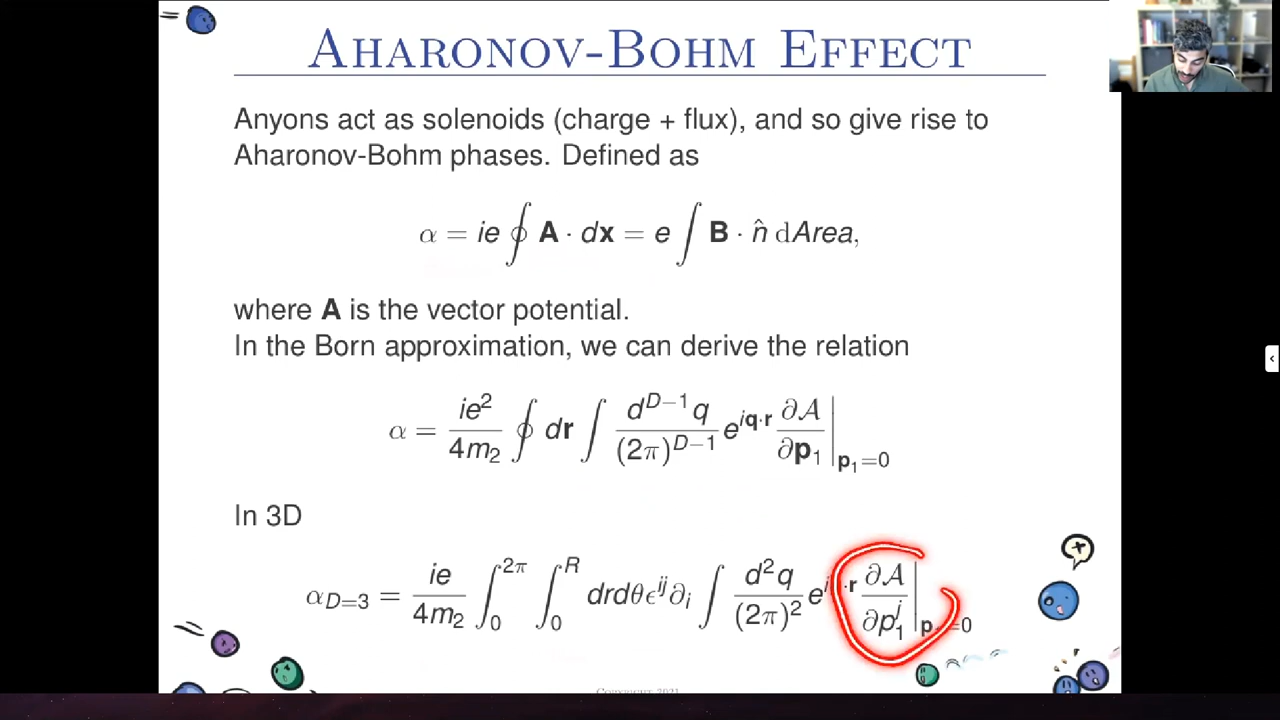 AHARONOV-BOHM EFFECT
Anyons act as solenoids (charge + flux), and so give rise to
Aharonov-Bohm phases. Defined as
α = ie ∮ A · dx = e ∫ B · n̂ dArea,
where A is the vector potential.
In the Born approximation, we can derive the relation
α = ie²/4m₂ ∮ dr ∫ d^{D−1}q/(2π)^{D−1} e^{iq·r} ∂𝒜/∂p₁ |_{p₁=0}
In 3D
α_{D=3} = ie/4m₂ ∫₀^{2π} ∫₀^R drdθε^{ij}∂_i ∫ d²q/(2π)² e^{i·r} ∂𝒜/∂p₁^j |_{p=0}